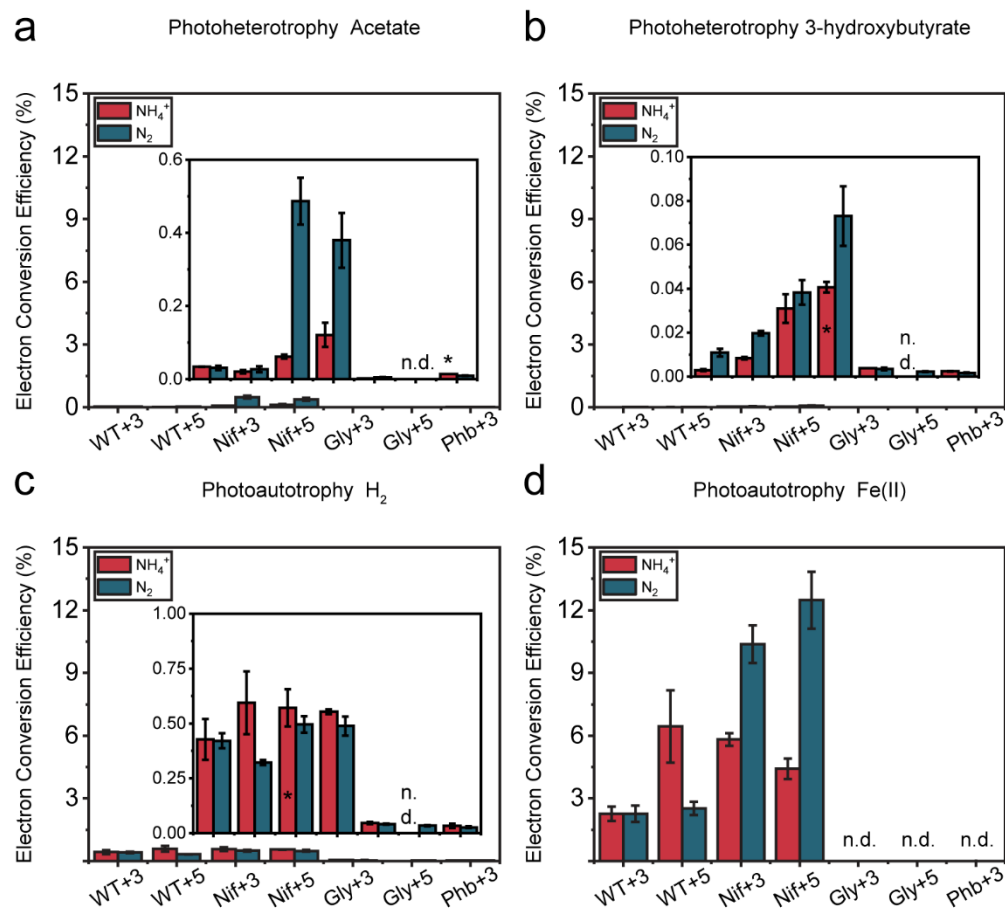 a
Photoheterotrophy Acetate
Electron Conversion Efficiency (%)
15
12
9
6
3
0
NH₄⁺
N₂
0.6
0.4
0.2
0.0
n.d.
*
WT+3
WT+5
Nif+3
Nif+5
Gly+3
Gly+5
Phb+3
b
Photoheterotrophy 3-hydroxybutyrate
Electron Conversion Efficiency (%)
15
12
9
6
3
0
NH₄⁺
N₂
0.10
0.08
0.06
0.04
0.02
0.00
*
n.
d.
WT+3
WT+5
Nif+3
Nif+5
Gly+3
Gly+5
Phb+3
c
Photoautotrophy H₂
Electron Conversion Efficiency (%)
15
12
9
6
3
NH₄⁺
N₂
1.00
0.75
0.50
0.25
0.00
*
n.
d.
WT+3
WT+5
Nif+3
Nif+5
Gly+3
Gly+5
Phb+3
d
Photoautotrophy Fe(II)
Electron Conversion Efficiency (%)
15
12
9
6
3
NH₄⁺
N₂
n.d.
n.d.
n.d.
WT+3
WT+5
Nif+3
Nif+5
Gly+3
Gly+5
Phb+3